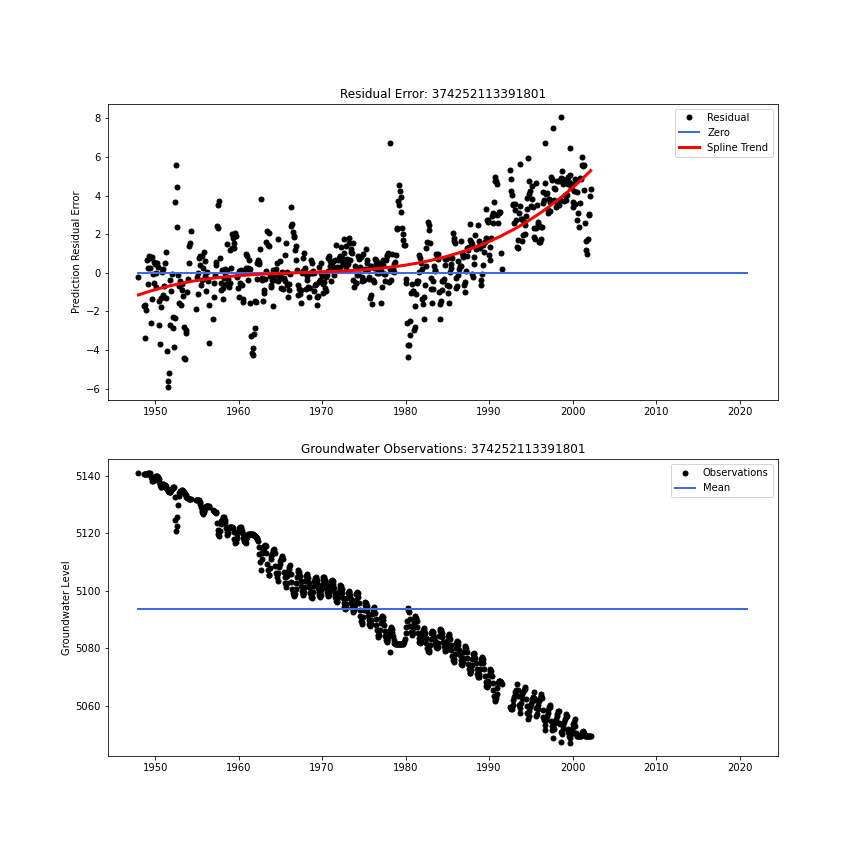 Residual Error: 374252113391801
8
6
4
2
0
−2
−4
−6
Prediction Residual Error
Residual
Zero
Spline Trend
1950 1960 1970 1980 1990 2000 2010 2020
Groundwater Observations: 374252113391801
5140
5120
5100
5080
5060
Groundwater Level
Observations
Mean
1950 1960 1970 1980 1990 2000 2010 2020